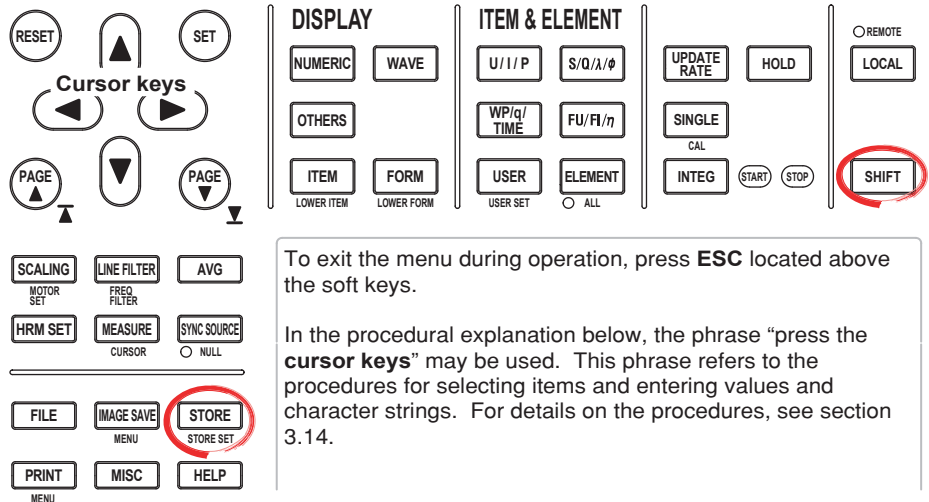 RESET
SET
Cursor keys
PAGE
PAGE
DISPLAY
NUMERIC
WAVE
OTHERS
ITEM
FORM
LOWER ITEM
LOWER FORM
ITEM & ELEMENT
U / I / P
S/Q/λ/ϕ
WP/q/
TIME
FU/FI/η
USER
ELEMENT
USER SET
ALL
UPDATE
RATE
HOLD
SINGLE
CAL
INTEG
START
STOP
REMOTE
LOCAL
SHIFT
SCALING
LINE FILTER
AVG
MOTOR
SET
FREQ
FILTER
HRM SET
MEASURE
SYNC SOURCE
CURSOR
NULL
FILE
IMAGE SAVE
STORE
MENU
STORE SET
PRINT
MISC
HELP
MENU
To exit the menu during operation, press ESC located above
the soft keys.
In the procedural explanation below, the phrase “press the
cursor keys” may be used. This phrase refers to the
procedures for selecting items and entering values and
character strings. For details on the procedures, see section
3.14.